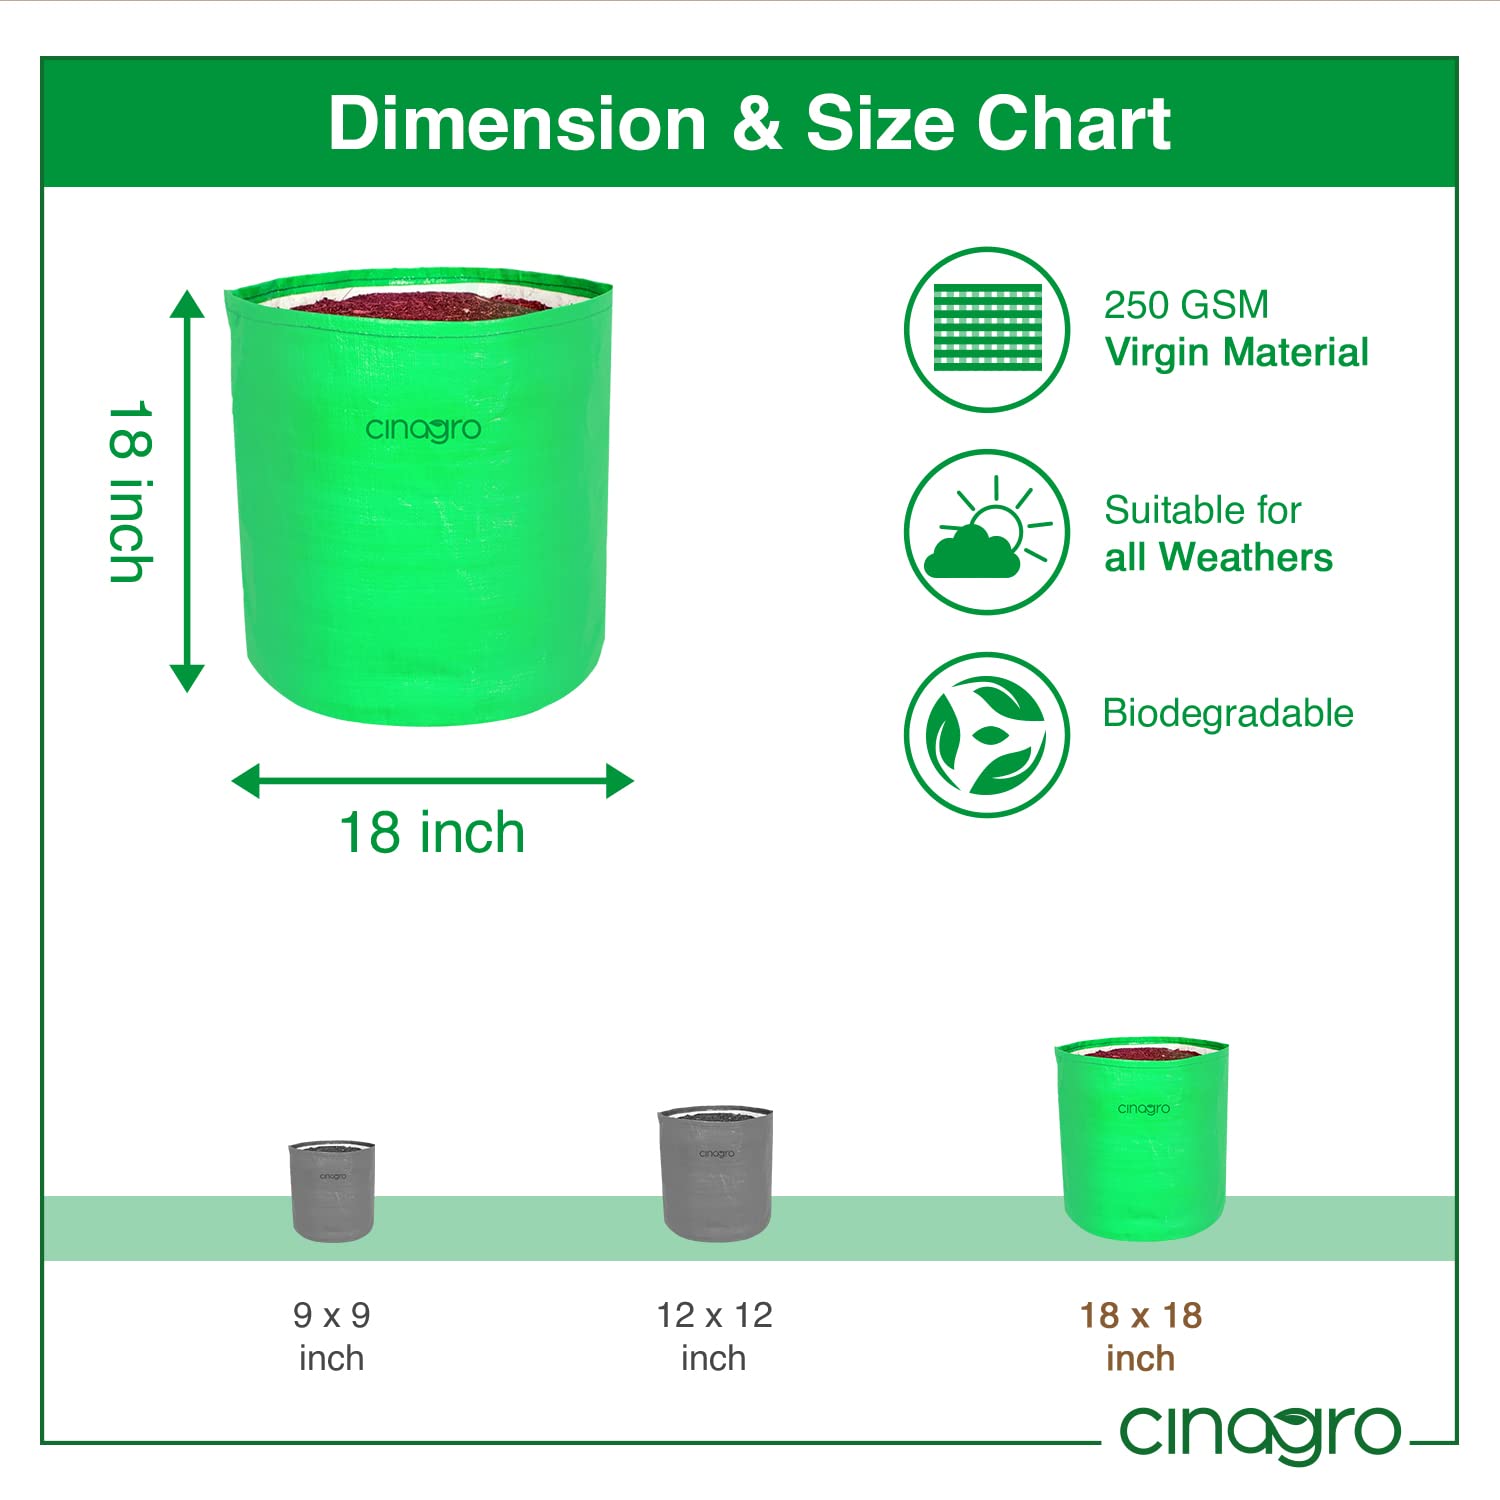 Dimension & Size Chart
cinagro
18 inch
18 inch
250 GSM
Virgin Material
Suitable for
all Weathers
Biodegradable
cinagro
cinagro
cinagro
9 x 9
inch
12 x 12
inch
18 x 18
inch
cinagro